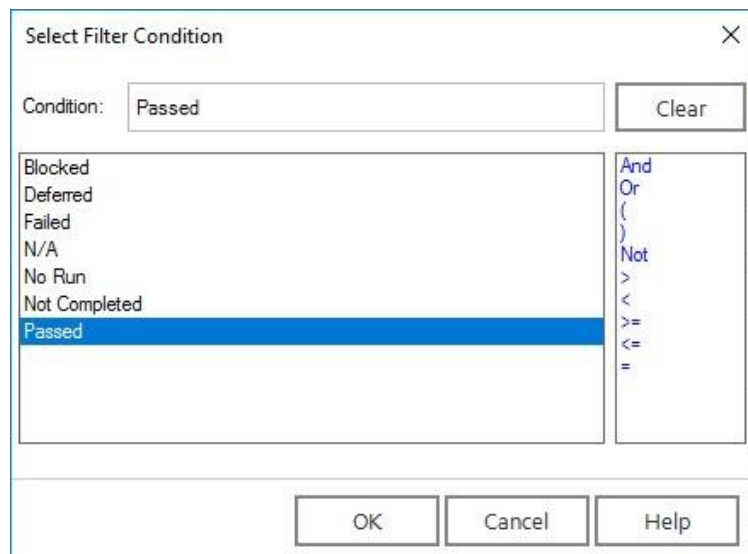 Select Filter Condition
Condition: Passed Clear
Blocked
Deferred
Failed
N/A
No Run
Not Completed
Passed
And
Or
(
)
Not
>
<
>=
<=
=
OK Cancel Help